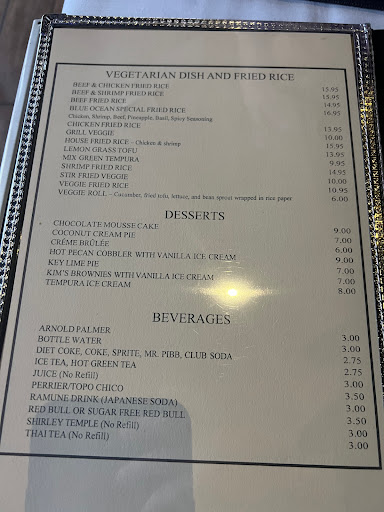 VEGETARIAN DISH AND FRIED RICE
BEEF & CHICKEN FRIED RICE 15.95
BEEF & SHRIMP FRIED RICE 15.95
BEEF FRIED RICE 14.95
BLUE OCEAN SPECIAL FRIED RICE 16.95
Chicken, Shrimp, Beef, Pineapple, Basil, Spicy Seasoning
CHICKEN FRIED RICE 13.95
GRILL VEGGIE 10.00
HOUSE FRIED RICE - Chicken & shrimp 15.95
LEMON GRASS TOFU 13.95
MIX GREEN TEMPURA 9.95
SHRIMP FRIED RICE 14.95
STIR FRIED VEGGIE 10.00
VEGGIE FRIED RICE 10.95
VEGGIE ROLL – Cucumber, fried tofu, lettuce, and bean sprout wrapped in rice paper 6.00
DESSERTS
CHOCOLATE MOUSSE CAKE 9.00
COCONUT CREAM PIE 7.00
CRÉME BRÛLÉE 6.00
HOT PECAN COBBLER WITH VANILLA ICE CREAM 9.00
KEY LIME PIE 7.00
KIM'S BROWNIES WITH VANILLA ICE CREAM 7.00
TEMPURA ICE CREAM 8.00
BEVERAGES
ARNOLD PALMER 3.00
BOTTLE WATER 3.00
DIET COKE, COKE, SPRITE, MR. PIBB, CLUB SODA 2.75
ICE TEA, HOT GREEN TEA 2.75
JUICE (No Refill) 3.00
PERRIER/TOPO CHICO 3.50
RAMUNE DRINK (JAPANESE SODA) 3.00
RED BULL OR SUGAR FREE RED BULL 3.50
SHIRLEY TEMPLE (No Refill) 3.00
THAI TEA (No Refill) 3.00